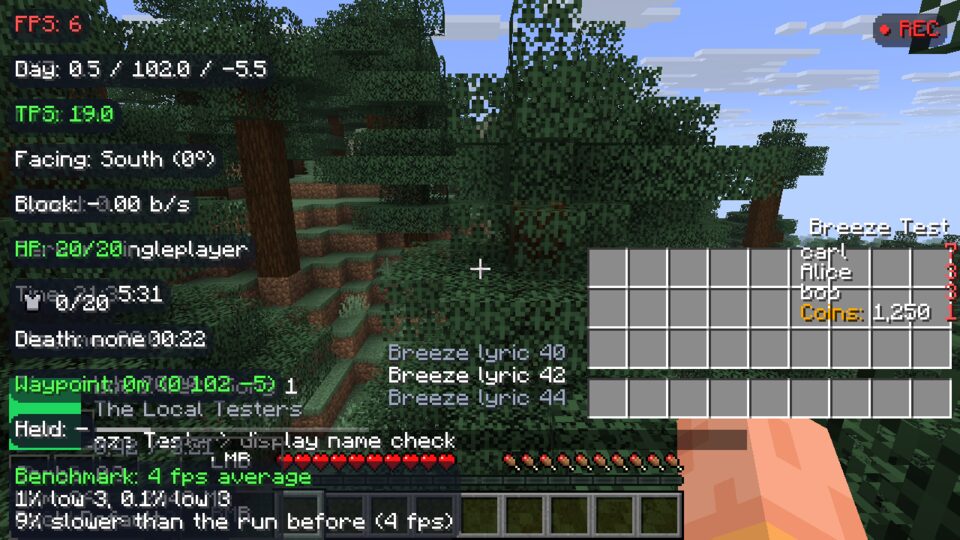 FPS: 6
REC
Day: 0.5 / 102.0 / -5.5
TPS: 19.0
Facing: South (0°)
Block: -0.00 b/s
Breeze Test
HP: 20/20 ingleplayer
carl 7
Alice 3
bob 3
Coins: 1,250 1
5:31
0/20
Death: none 00:22
Breeze lyric 40
Breeze lyric 42
Breeze lyric 44
Waypoint: 0m (0 102 -5) 1
The Local Testers
Held: -
display name check
LMB
Benchmark: 4 fps average
1% low 3, 0.1% low 3
9% slower than the run before (4 fps)